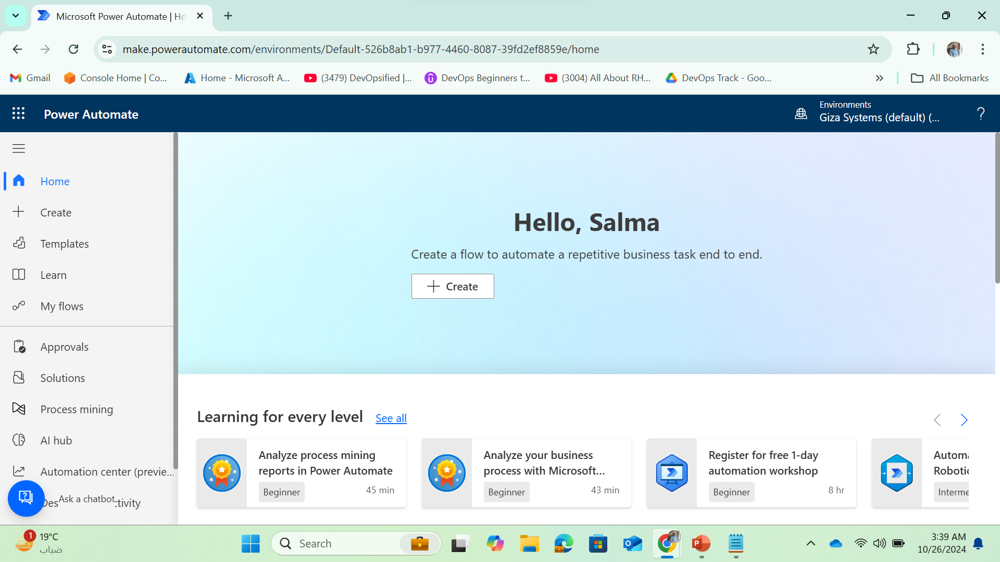 Microsoft Power Automate | Ho
make.powerautomate.com/environments/Default-526b8ab1-b977-4460-8087-39fd2ef8859e/home
Gmail
Console Home | Co...
Home - Microsoft A...
(3479) DevOpsified |...
DevOps Beginners t...
(3004) All About RH...
DevOps Track - Goo...
All Bookmarks
Power Automate
Environments
Giza Systems (default) (...
Home
Create
Templates
Learn
My flows
Approvals
Solutions
Process mining
AI hub
Automation center (previe...
Des
Ask a chatbot
tivity
Hello, Salma
Create a flow to automate a repetitive business task end to end.
Create
Learning for every level
See all
Analyze process mining
reports in Power Automate
Beginner
45 min
Analyze your business
process with Microsoft...
Beginner
43 min
Register for free 1-day
automation workshop
Beginner
8 hr
Automa
Robotic
Interme
1
19°C
ضباب
Search
3:39 AM
10/26/2024